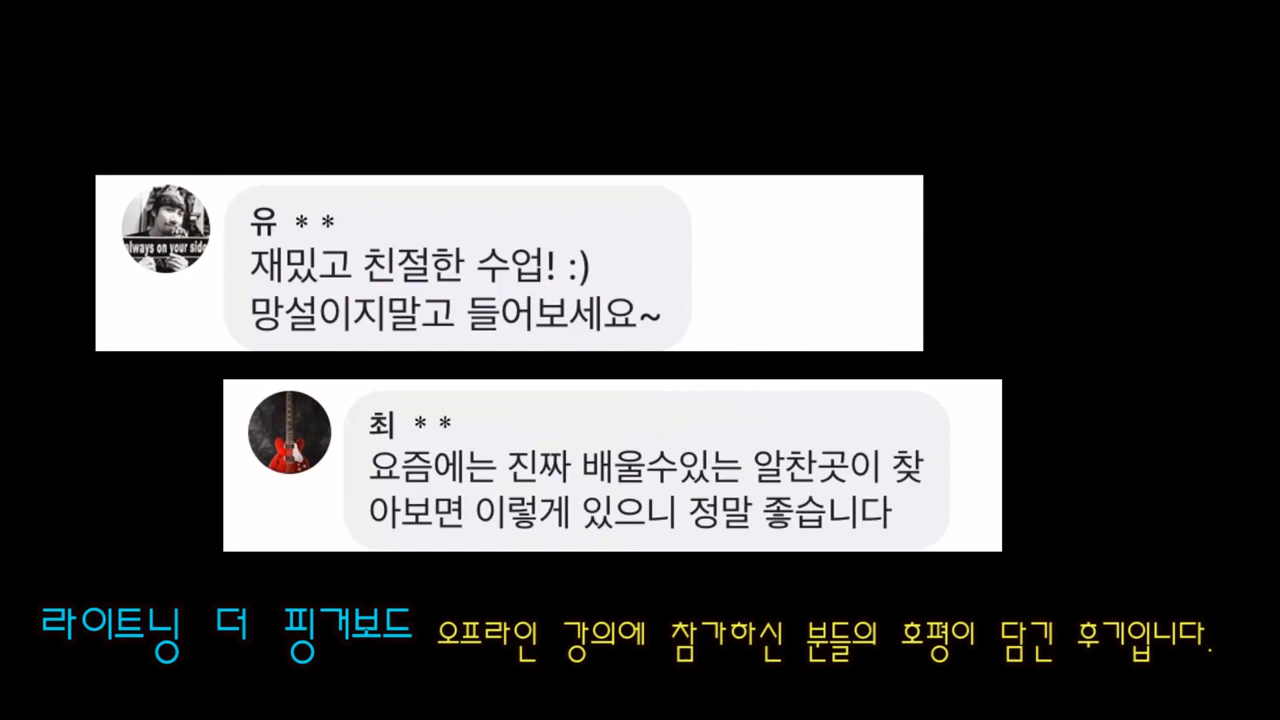 always on your side
유 **
재밌고 친절한 수업! :)
망설이지말고 들어보세요~
최 **
요즘에는 진짜 배울수있는 알찬곳이 찾
아보면 이렇게 있으니 정말 좋습니다
라이트닝 더 핑거보드 오프라인 강의에 참가하신 분들의 호평이 담긴 후기입니다.